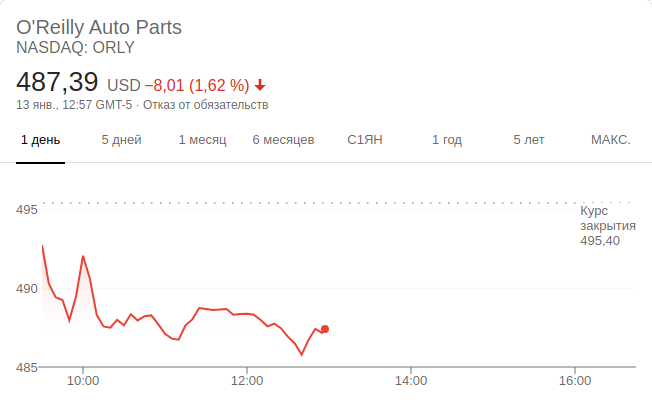 O'Reilly Auto Parts
NASDAQ: ORLY
487,39 USD −8,01 (1,62 %)
13 янв., 12:57 GMT-5 · Отказ от обязательств
1 день 5 дней 1 месяц 6 месяцев С1ЯН 1 год 5 лет МАКС.
495
Курс
закрытия
495,40
490
485
10:00 12:00 14:00 16:00